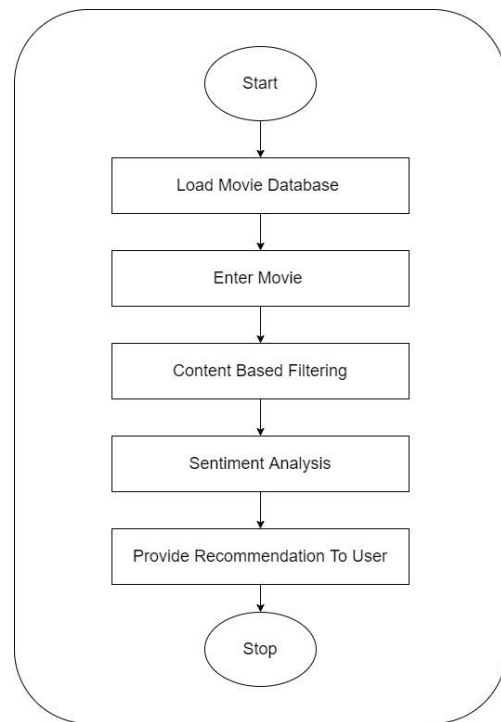 Start
Load Movie Database
Enter Movie
Content Based Filtering
Sentiment Analysis
Provide Recommendation To User
Stop